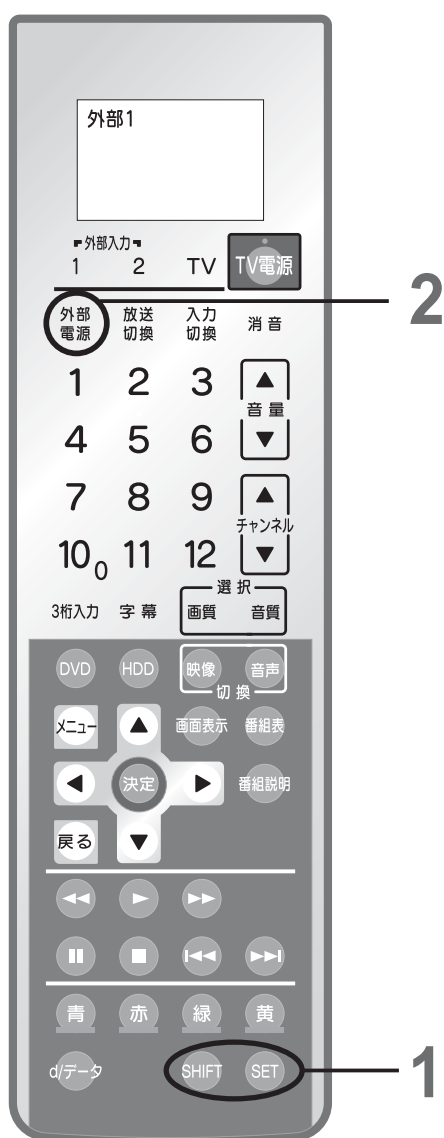 外部1
外部入力
1 2 TV TV電源
2
外部電源 放送切換 入力切換 消音
1 2 3
音量
4 5 6
7 8 9
チャンネル
10 0 11 12
選択
3桁入力 字幕 画質 音質
DVD HDD 映像 音声
切換
メニュー 画面表示 番組表
決定 番組説明
戻る
青 赤 緑 黄
d/データ SHIFT SET
1